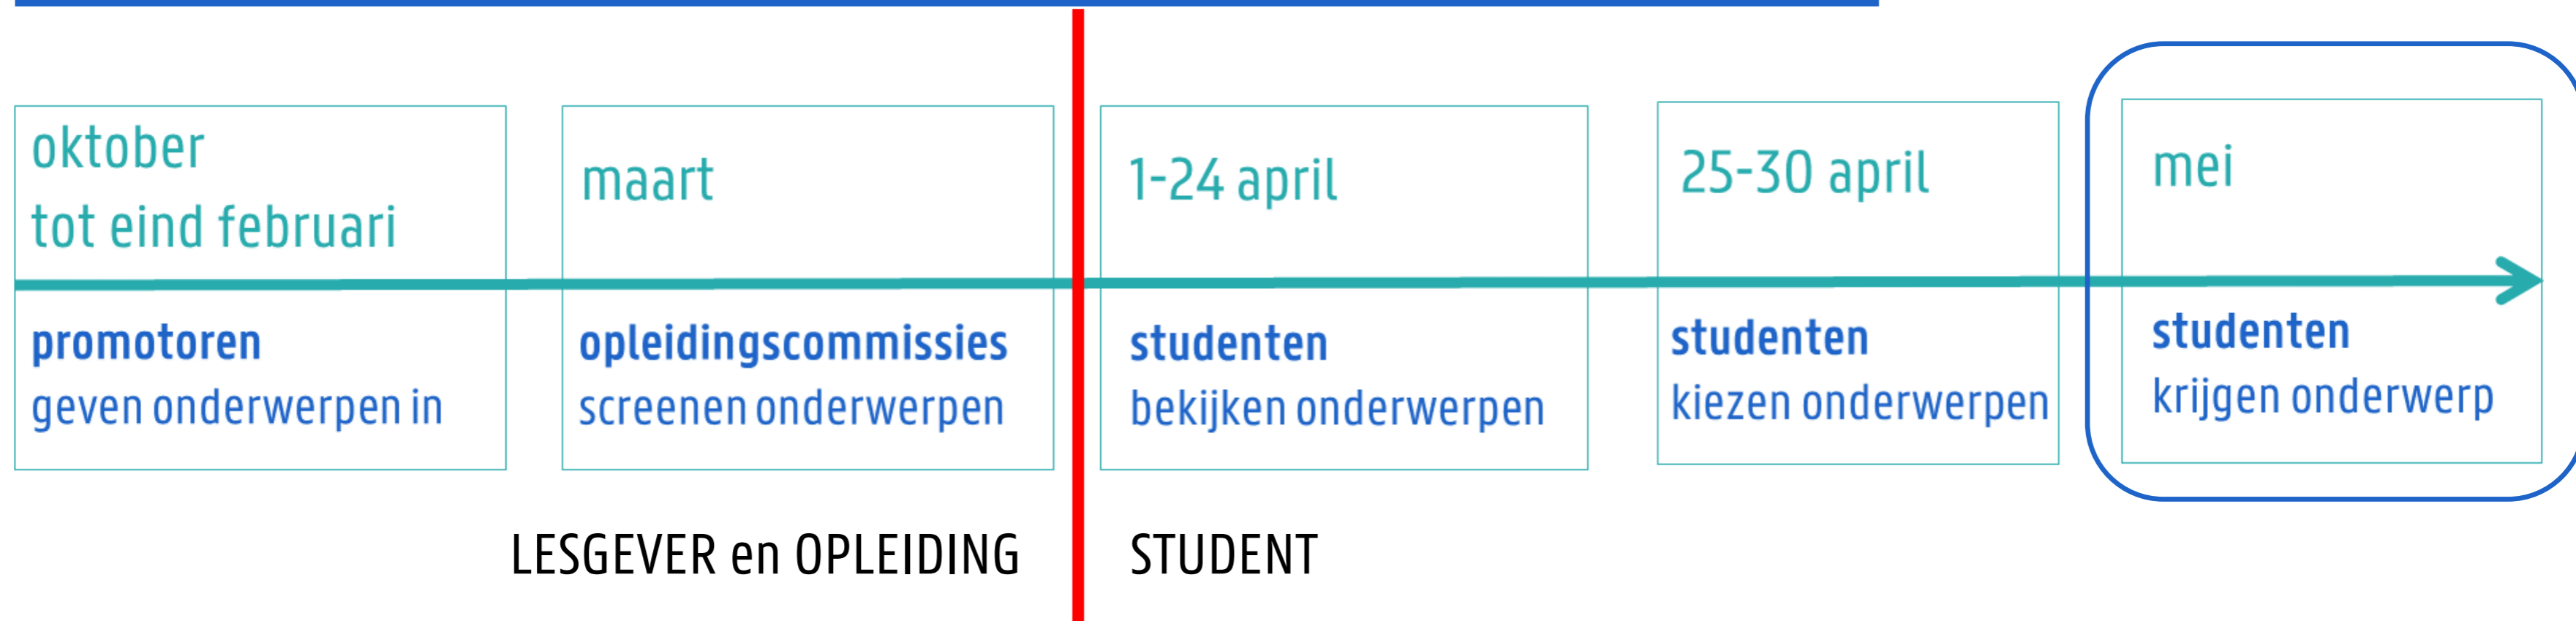 oktober
tot eind februari
promotoren
geven onderwerpen in
maart
opleidingscommissies
screenen onderwerpen
1-24 april
studenten
bekijken onderwerpen
25-30 april
studenten
kiezen onderwerpen
mei
studenten
krijgen onderwerp
LESGEVER en OPLEIDING
STUDENT